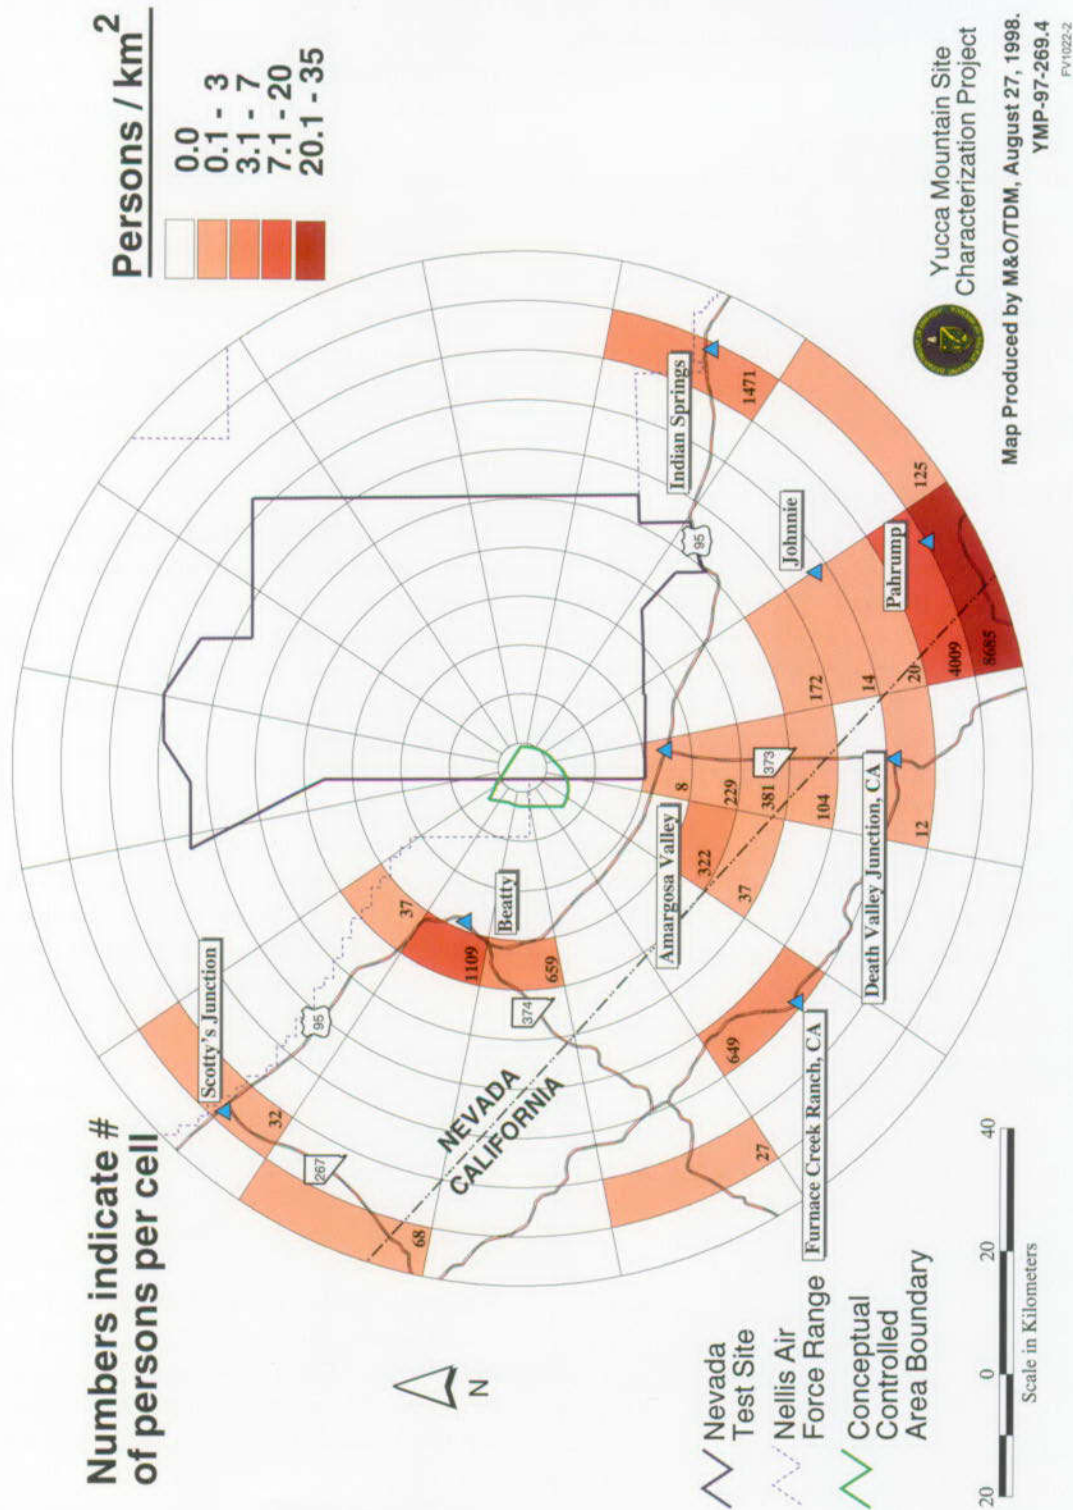 Numbers indicate #
of persons per cell
Persons / km2
0.0
0.1 - 3
3.1 - 7
7.1 - 20
20.1 - 35
Scotty's Junction
32
267
68
95
37
1109
Beatty
659
374
NEVADA
CALIFORNIA
27
649
Furnace Creek Ranch, CA
Amargosa Valley
8
229
322
381
373
37
104
Death Valley Junction, CA
12
172
14
20
4009
8685
Pahrump
125
Johnnie
95
Indian Springs
1471
N
Nevada
Test Site
Nellis Air
Force Range
Conceptual
Controlled
Area Boundary
20
0
20
40
Scale in Kilometers
Yucca Mountain Site
Characterization Project
Map Produced by M&O/TDM, August 27, 1998.
YMP-97-269.4
FV1022-2